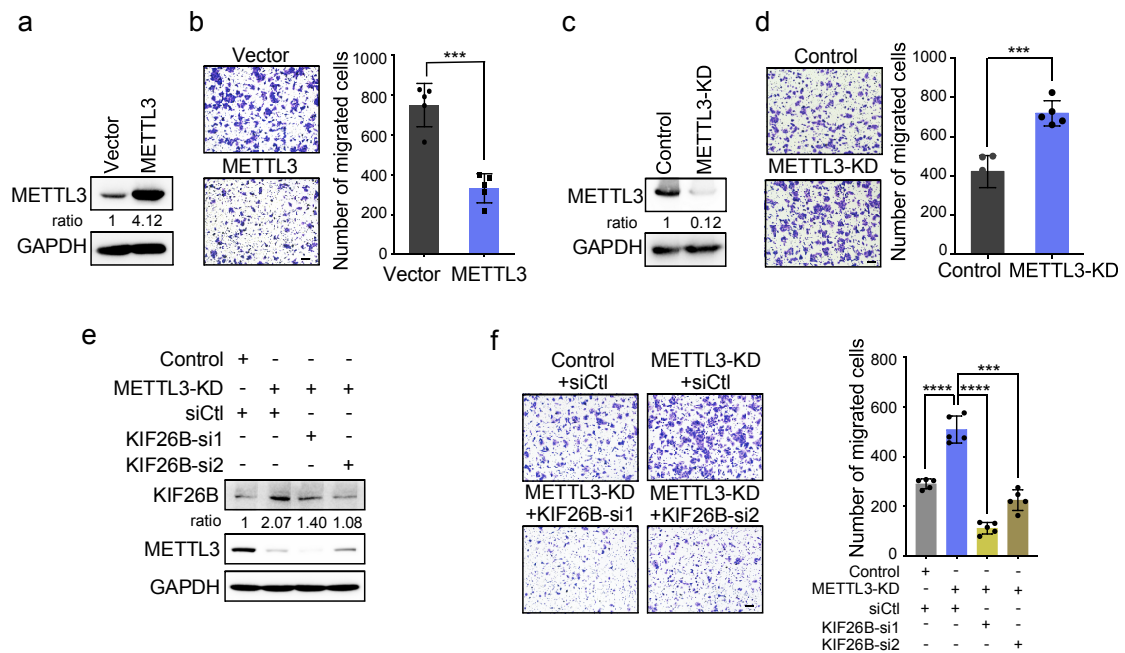 a
Vector
METTL3
METTL3
ratio
1 4.12
GAPDH
b
Vector
METTL3
Number of migrated cells
1000
800
600
400
200
0
***
Vector METTL3
c
Control
METTL3-KD
METTL3
ratio
1 0.12
GAPDH
d
Control
METTL3-KD
Number of migrated cells
1000
800
600
400
200
0
***
Control METTL3-KD
e
Control + - - -
METTL3-KD - + + +
siCtl + + - -
KIF26B-si1 - - + -
KIF26B-si2 - - - +
KIF26B
ratio 1 2.07 1.40 1.08
METTL3
GAPDH
f
Control
+siCtl
METTL3-KD
+siCtl
METTL3-KD
+KIF26B-si1
METTL3-KD
+KIF26B-si2
Number of migrated cells
800
600
400
200
0
***
**** ****
Control + - - -
METTL3-KD - + + +
siCtl + + - -
KIF26B-si1 - - + -
KIF26B-si2 - - - +